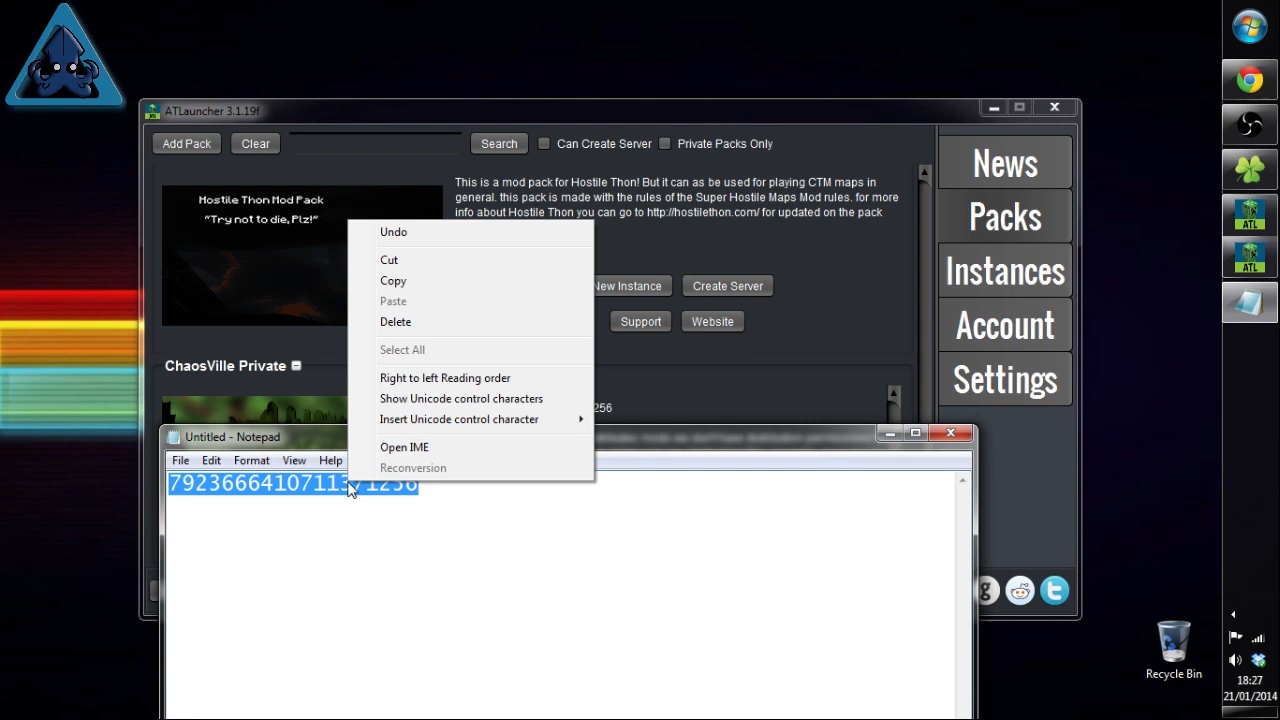 ATLauncher 3.1.19f
Add Pack
Clear
Search
Can Create Server
Private Packs Only
Hostile Thon Mod Pack
"Try not to die, Plz!"
This is a mod pack for Hostile Thon! But it can as be used for playing CTM maps in
general. this pack is made with the rules of the Super Hostile Maps Mod rules. for more
info about Hostile Thon you can go to http://hostilethon.com/ for updated on the pack
New Instance
Create Server
Support
Website
ChaosVille Private
256
News
Packs
Instances
Account
Settings
Undo
Cut
Copy
Paste
Delete
Select All
Right to left Reading order
Show Unicode control characters
Insert Unicode control character
Open IME
Reconversion
Untitled - Notepad
File Edit Format View Help
7923666410711371256
ATL
ATL
g
Recycle Bin
18:27
21/01/2014